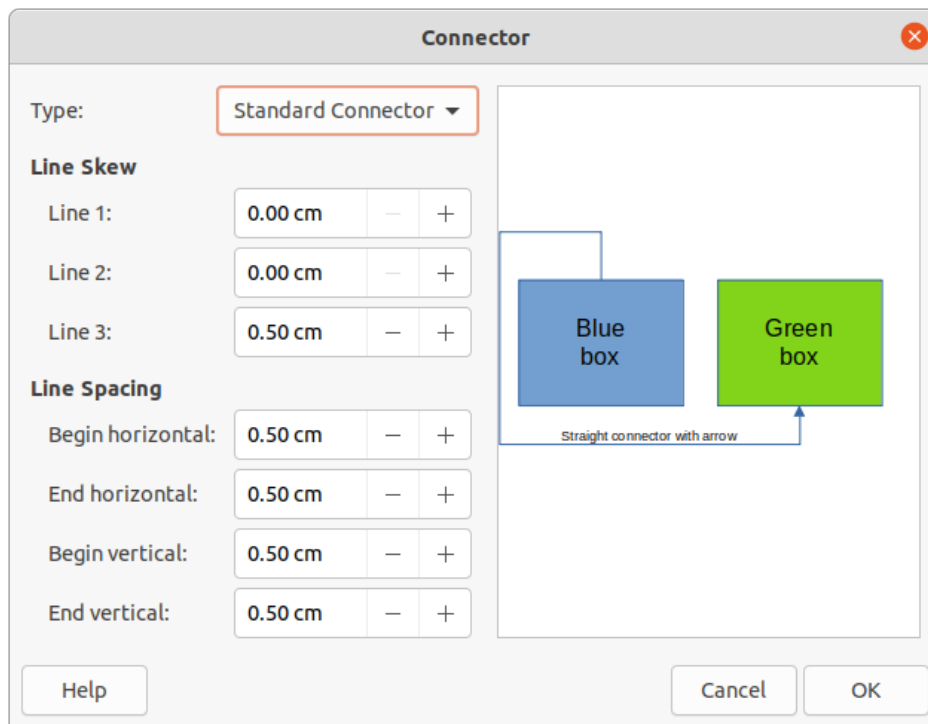 Connector
Type: Standard Connector
Line Skew
Line 1: 0.00 cm
Line 2: 0.00 cm
Line 3: 0.50 cm
Line Spacing
Begin horizontal: 0.50 cm
End horizontal: 0.50 cm
Begin vertical: 0.50 cm
End vertical: 0.50 cm
Blue
box
Green
box
Straight connector with arrow
Help
Cancel
OK